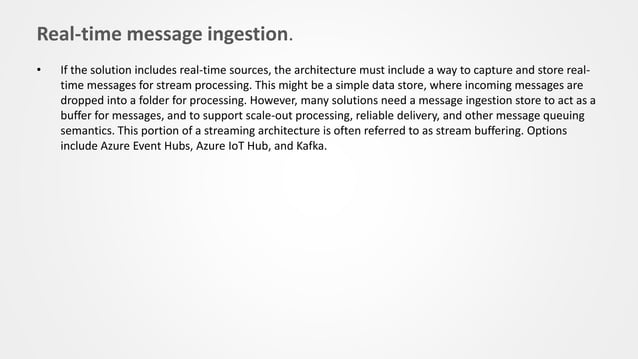 Real-time message ingestion.
• If the solution includes real-time sources, the architecture must include a way to capture and store real-
time messages for stream processing. This might be a simple data store, where incoming messages are
dropped into a folder for processing. However, many solutions need a message ingestion store to act as a
buffer for messages, and to support scale-out processing, reliable delivery, and other message queuing
semantics. This portion of a streaming architecture is often referred to as stream buffering. Options
include Azure Event Hubs, Azure IoT Hub, and Kafka.